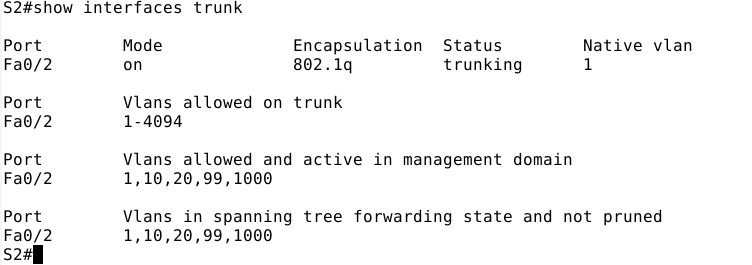 S2#show interfaces trunk
Port        Mode             Encapsulation  Status        Native vlan
Fa0/2       on               802.1q         trunking      1
Port        Vlans allowed on trunk
Fa0/2       1-4094
Port        Vlans allowed and active in management domain
Fa0/2       1,10,20,99,1000
Port        Vlans in spanning tree forwarding state and not pruned
Fa0/2       1,10,20,99,1000
S2#